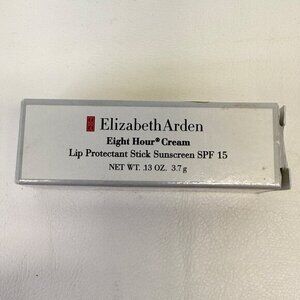 Elizabeth Arden
Eight Hour® Cream
Lip Protectant Stick Sunscreen SPF 15
NET WT. .13 OZ. 3.7 g